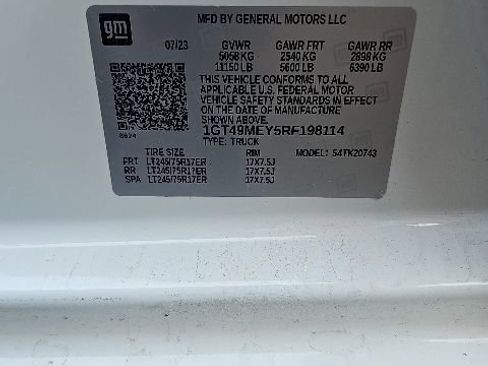 gm
MFD BY GENERAL MOTORS LLC
07/23 GVWR GAWR FRT GAWR RR
5058 KG 2540 KG 2898 KG
11150 LB 5600 LB 6390 LB
THIS VEHICLE CONFORMS TO ALL
APPLICABLE U.S. FEDERAL MOTOR
VEHICLE SAFETY STANDARDS IN EFFECT
ON THE DATE OF MANUFACTURE
SHOWN ABOVE.
1GT49MEY5RF198114
TYPE: TRUCK
TIRE SIZE RIM MODEL: 54TK20743
FRT LT245/75R17ER 17X7.5J
RR LT245/75R17ER 17X7.5J
SPA LT245/75R17ER 17X7.5J